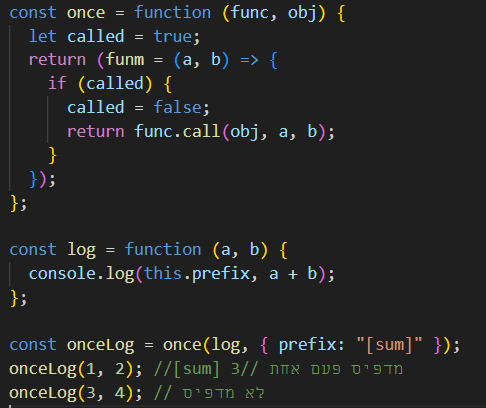 const once = function (func, obj) {
  let called = true;
  return (funm = (a, b) => {
    if (called) {
      called = false;
      return func.call(obj, a, b);
    }
  });
};

const log = function (a, b) {
  console.log(this.prefix, a + b);
};

const onceLog = once(log, { prefix: "[sum]" });
onceLog(1, 2); //[sum] 3// מדפיס פעם אחת
onceLog(3, 4); // לא מדפיס